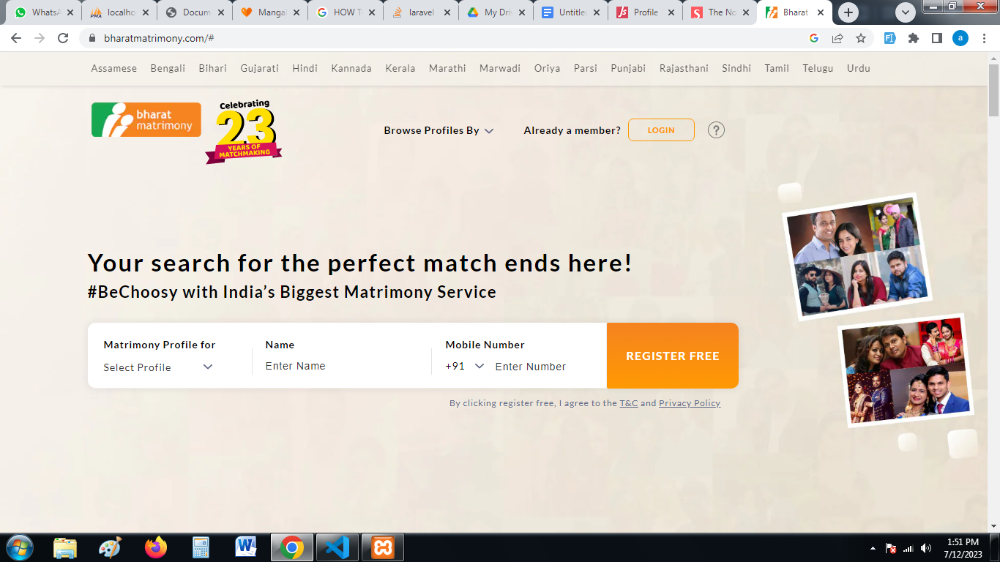 WhatsA
localho
Docum
Mangal
HOW T
laravel
My Driv
Untitled
Profile
The No
Bharat
bharatmatrimony.com/#
Assamese Bengali Bihari Gujarati Hindi Kannada Kerala Marathi Marwadi Oriya Parsi Punjabi Rajasthani Sindhi Tamil Telugu Urdu
bharat
matrimony
Celebrating
23
YEARS OF
MATCHMAKING
Browse Profiles By
Already a member?
LOGIN
?
Your search for the perfect match ends here!
#BeChoosy with India’s Biggest Matrimony Service
Matrimony Profile for
Name
Mobile Number
Select Profile
Enter Name
+91
Enter Number
REGISTER FREE
By clicking register free, I agree to the T&C and Privacy Policy
1:51 PM
7/12/2023